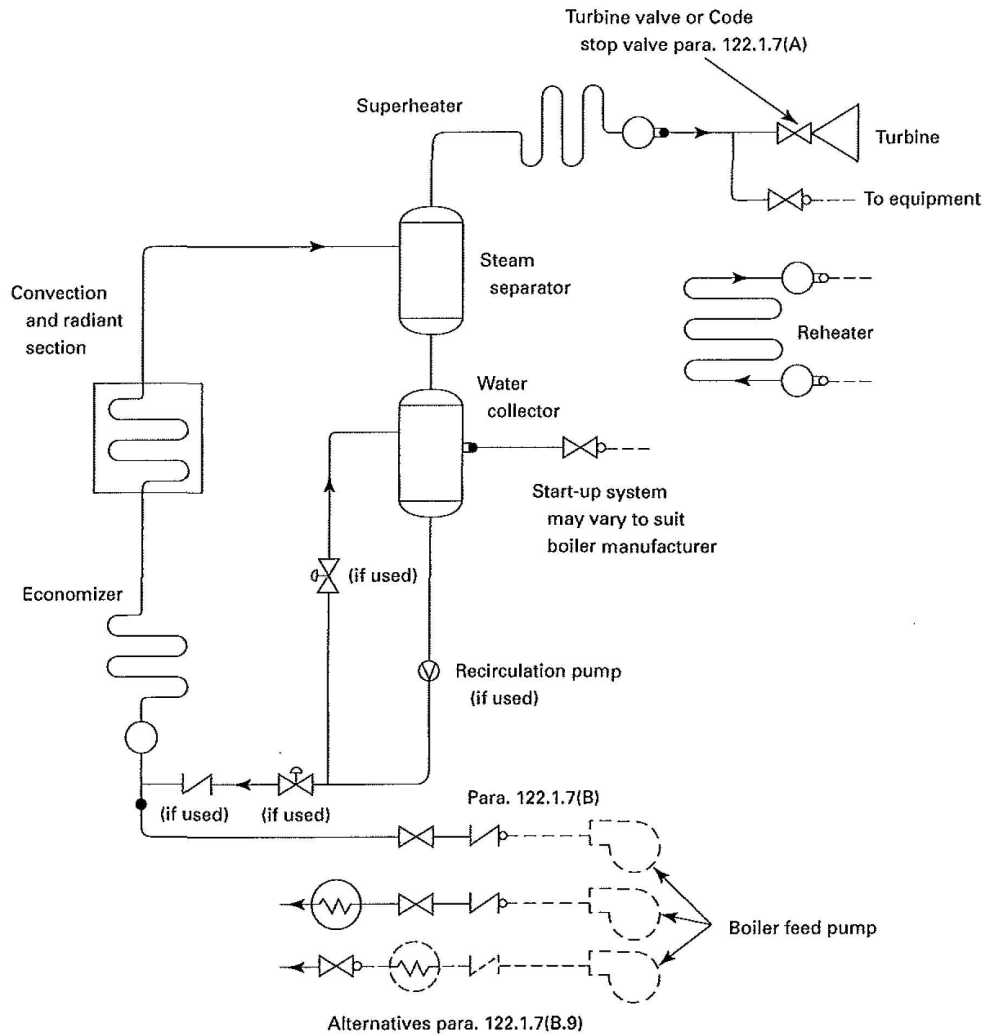 Turbine valve or Code
stop valve para. 122.1.7(A)
Superheater
Turbine
To equipment
Steam
separator
Convection
and radiant
section
Reheater
Water
collector
Start-up system
may vary to suit
boiler manufacturer
(if used)
Economizer
Recirculation pump
(if used)
(if used)
(if used)
Para. 122.1.7(B)
Boiler feed pump
Alternatives para. 122.1.7(B.9)